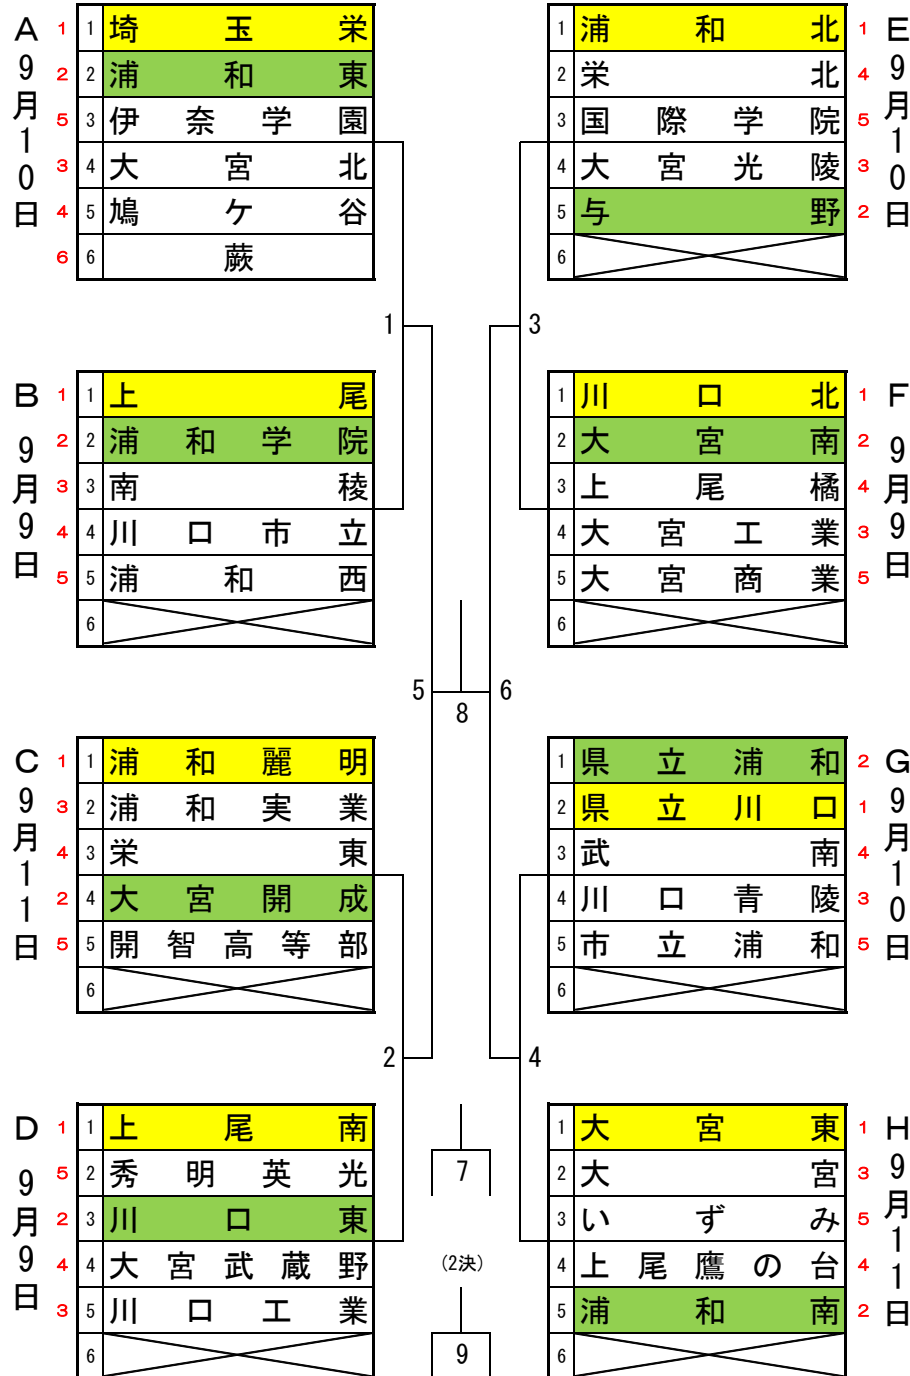 A 9月10日
1 1 埼玉栄
2 2 浦和東
5 3 伊奈学園
3 4 大宮北
4 5 鳩ケ谷
6 6 蕨
E 9月10日
1 浦和北 1
2 栄北 4
3 国際学院 5
4 大宮光陵 3
5 与野 2
6
1
3
B 9月9日
1 1 上尾
2 2 浦和学院
3 3 南稜
4 4 川口市立
5 5 浦和西
6
F 9月9日
1 川口北 1
2 大宮南 2
3 上尾橘 4
4 大宮工業 3
5 大宮商業 5
6
5
8
6
C 9月11日
1 1 浦和麗明
3 2 浦和実業
4 3 栄東
2 4 大宮開成
5 5 開智高等部
6
G 9月10日
1 県立浦和 2
2 県立川口 1
3 武南 4
4 川口青陵 3
5 市立浦和 5
6
2
4
D 9月9日
1 1 上尾南
5 2 秀明英光
2 3 川口東
4 4 大宮武蔵野
3 5 川口工業
6
7
(2決)
9
H 9月11日
1 大宮東 1
2 大宮 3
3 いずみ 5
4 上尾鷹の台 4
5 浦和南 2
6